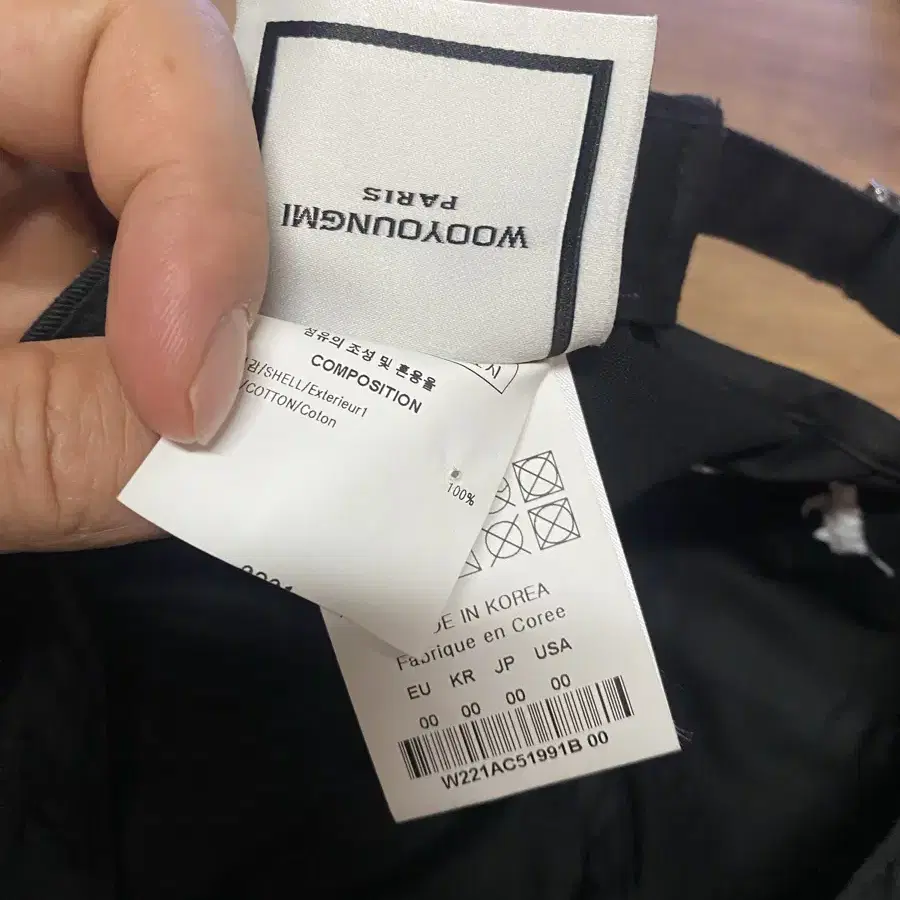 WOOYOUNGMI
PARIS
섬유의 조성 및 혼용율
COMPOSITION
감/SHELL/Exterieur1
/COTTON/Coton
100%
DE IN KOREA
Fabrique en Coree
EU KR JP USA
00 00 00 00
W221AC51991B 00